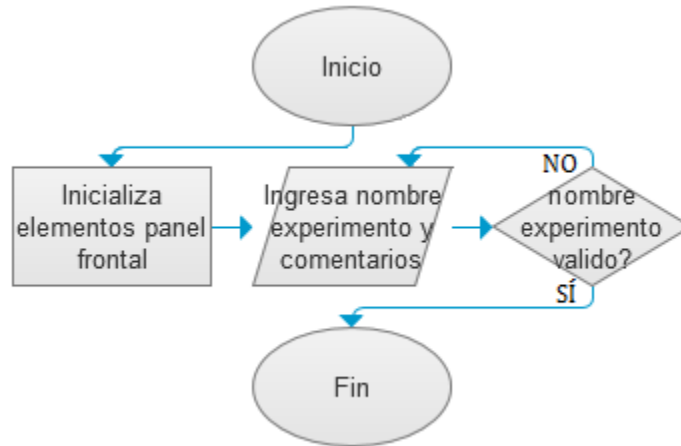 Inicio
Inicializa
elementos panel
frontal
Ingresa nombre
experimento y
comentarios
NO
nombre
experimento
valido?
SÍ
Fin